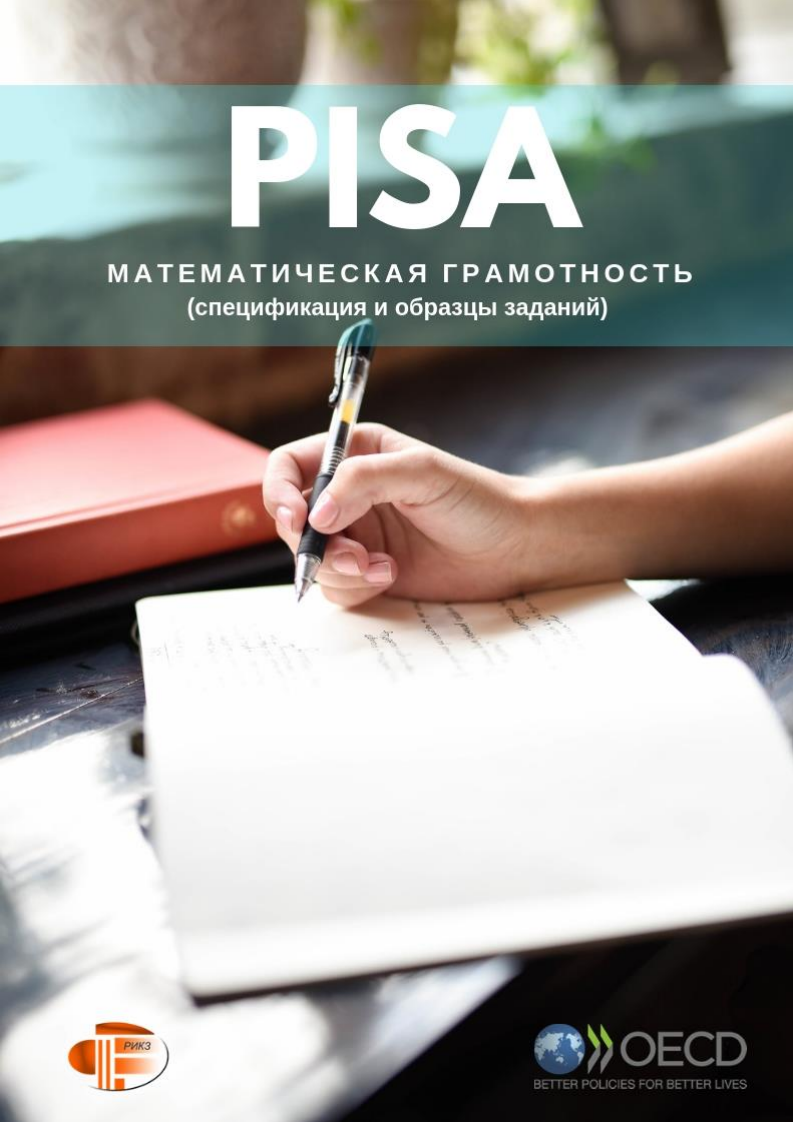 PISA
МАТЕМАТИЧЕСКАЯ ГРАМОТНОСТЬ
(спецификация и образцы заданий)
РИКЗ
OECD
BETTER POLICIES FOR BETTER LIVES